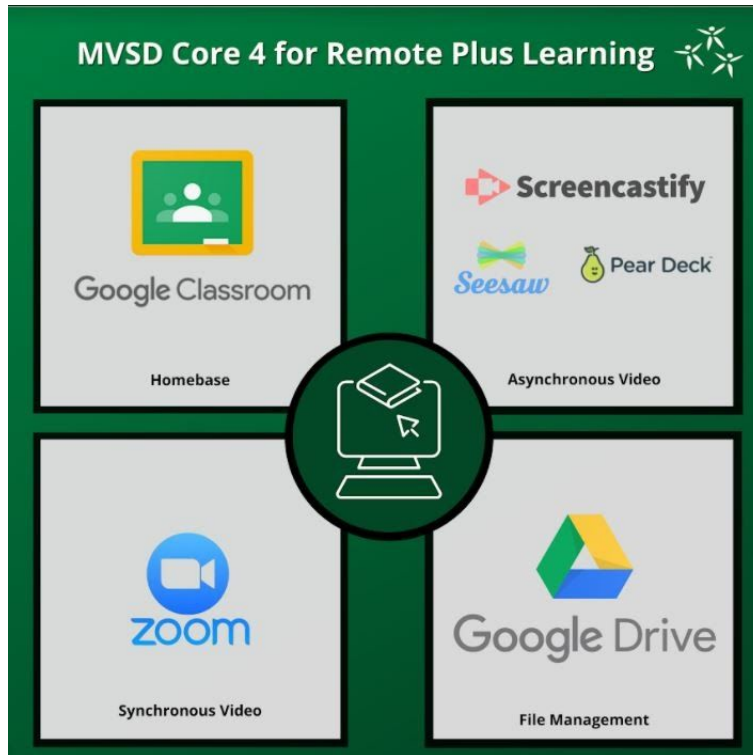 MVSD Core 4 for Remote Plus Learning
Google Classroom
Homebase
Screencastify
Seesaw
Pear Deck
Asynchronous Video
zoom
Synchronous Video
Google Drive
File Management